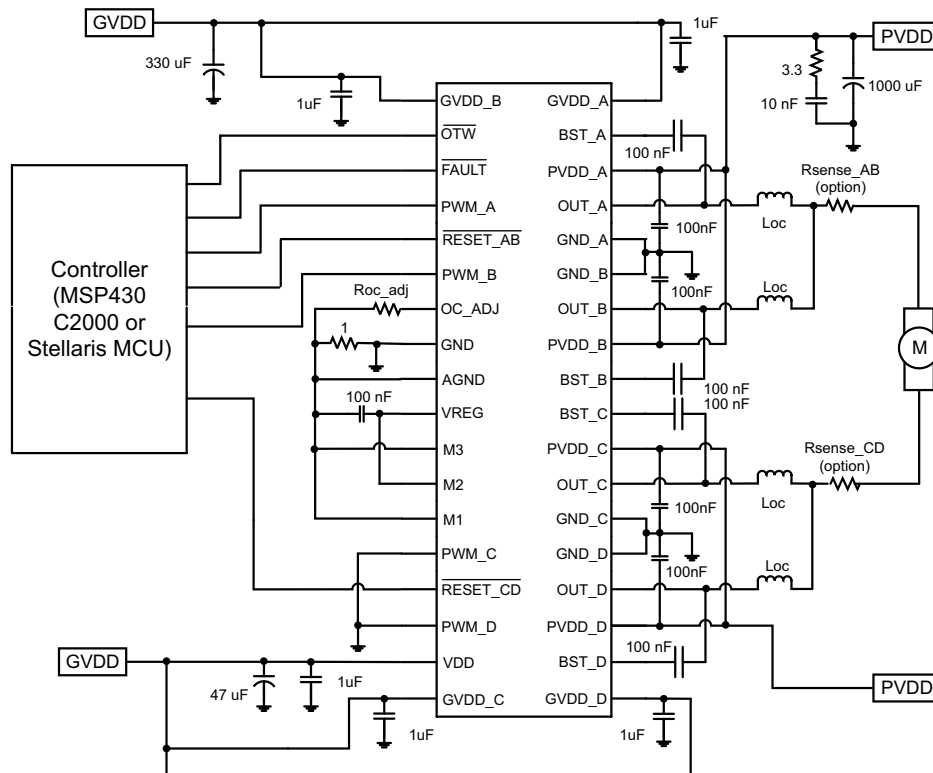 GVDD
330 uF
1uF
1uF
PVDD
3.3
10 nF
1000 uF
Controller
(MSP430
C2000 or
Stellaris MCU)
GVDD_B
OTW
FAULT
PWM_A
RESET_AB
PWM_B
OC_ADJ
GND
AGND
VREG
M3
M2
M1
PWM_C
RESET_CD
PWM_D
VDD
GVDD_C
GVDD_A
BST_A
PVDD_A
OUT_A
GND_A
GND_B
OUT_B
PVDD_B
BST_B
BST_C
PVDD_C
OUT_C
GND_C
GND_D
OUT_D
PVDD_D
BST_D
GVDD_D
Roc_adj
1
100 nF
100 nF
100nF
100nF
100 nF
100 nF
100nF
100nF
100 nF
Loc
Loc
Loc
Loc
Rsense_AB
(option)
M
Rsense_CD
(option)
GVDD
47 uF
1uF
1uF
1uF
PVDD